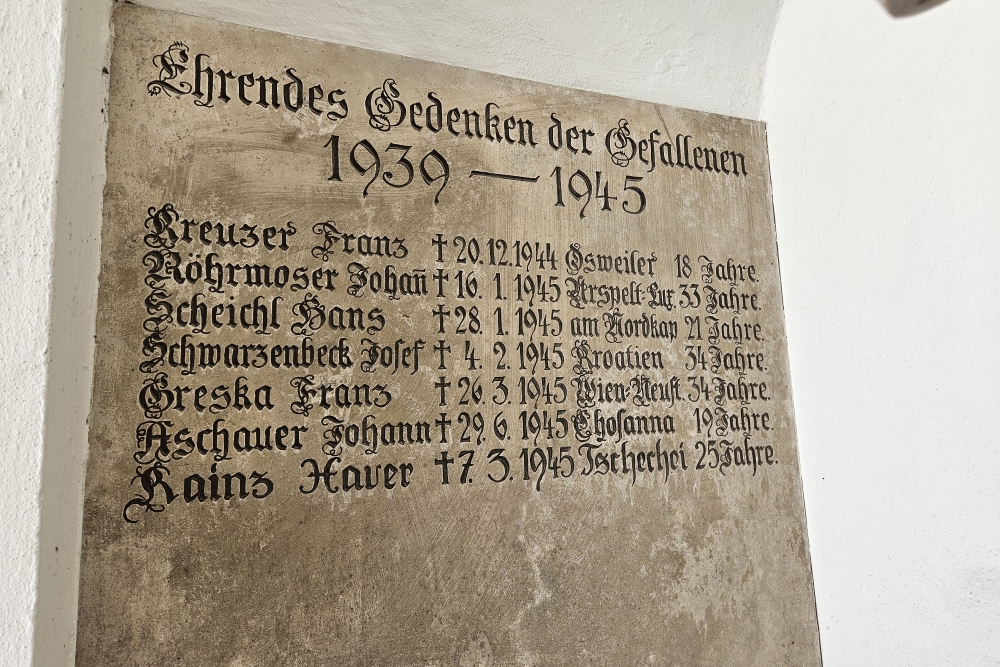 Ehrendes Gedenken der Gefallenen
1939 — 1945
Kreuzer Franz † 20.12.1944 Osweiler 18 Jahre.
Röhrmoser Johañ † 16. 1. 1945 Urspelt-Lux. 33 Jahre.
Scheichl Hans † 28. 1. 1945 am Nordkap 21 Jahre.
Schwarzenbeck Josef † 4. 2. 1945 Kroatien 34 Jahre.
Greska Franz † 26. 3. 1945 Wien-Neust. 34 Jahre.
Aschauer Johann † 29. 6. 1945 Chosanna 19 Jahre.
Rainz Xaver † 7. 3. 1945 Tschechei 25 Jahre.